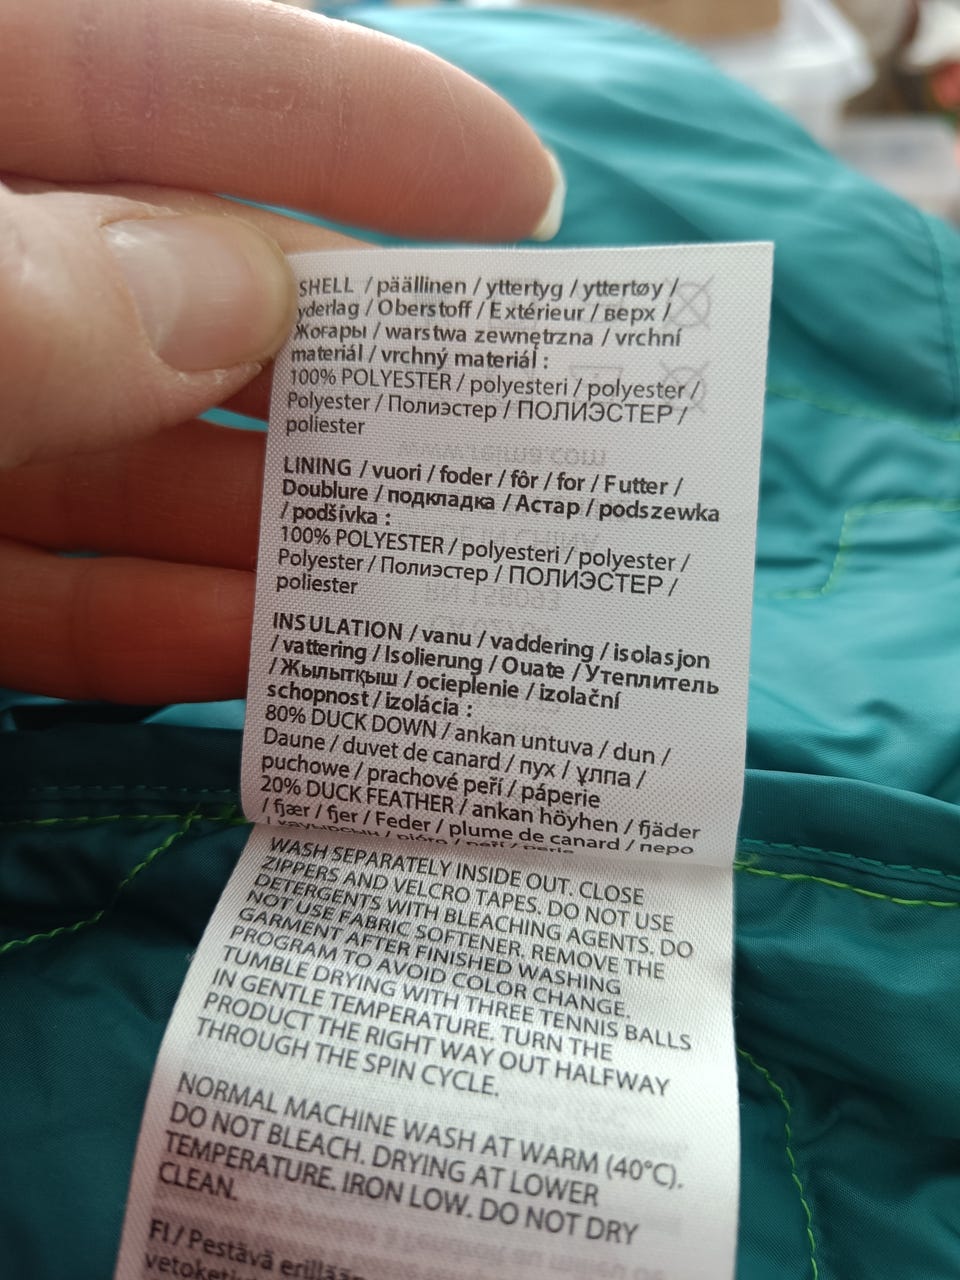 SHELL / päällinen / yttertyg / yttertøy /
yderlag / Oberstoff / Extérieur / верх /
Жоғары / warstwa zewnętrzna / vrchní
materiál / vrchný materiál :
100% POLYESTER / polyesteri / polyester /
Polyester / Полиэстер / ПОЛИЭСТЕР /
poliester
LINING / vuori / foder / fôr / for / Futter /
Doublure / подкладка / Астар / podszewka
/ podšívka :
100% POLYESTER / polyesteri / polyester /
Polyester / Полиэстер / ПОЛИЭСТЕР /
poliester
INSULATION / vanu / vaddering / isolasjon
/ vattering / Isolierung / Ouate / Утеплитель
/ Жылытқыш / ocieplenie / izolační
schopnost / izolácia :
80% DUCK DOWN / ankan untuva / dun /
Daune / duvet de canard / пух / ұлпа /
puchowe / prachové peří / páperie
20% DUCK FEATHER / ankan höyhen / fjäder
/ fjær / fjer / Feder / plume de canard / перо
/ pióro / peří / perie
WASH SEPARATELY INSIDE OUT. CLOSE
ZIPPERS AND VELCRO TAPES. DO NOT USE
DETERGENTS WITH BLEACHING AGENTS. DO
NOT USE FABRIC SOFTENER. REMOVE THE
GARMENT AFTER FINISHED WASHING
PROGRAM TO AVOID COLOR CHANGE.
TUMBLE DRYING WITH THREE TENNIS BALLS
IN GENTLE TEMPERATURE. TURN THE
PRODUCT THE RIGHT WAY OUT HALFWAY
THROUGH THE SPIN CYCLE.
NORMAL MACHINE WASH AT WARM (40°C).
DO NOT BLEACH. DRYING AT LOWER
TEMPERATURE. IRON LOW. DO NOT DRY
CLEAN.
FI / Pestävä erillään